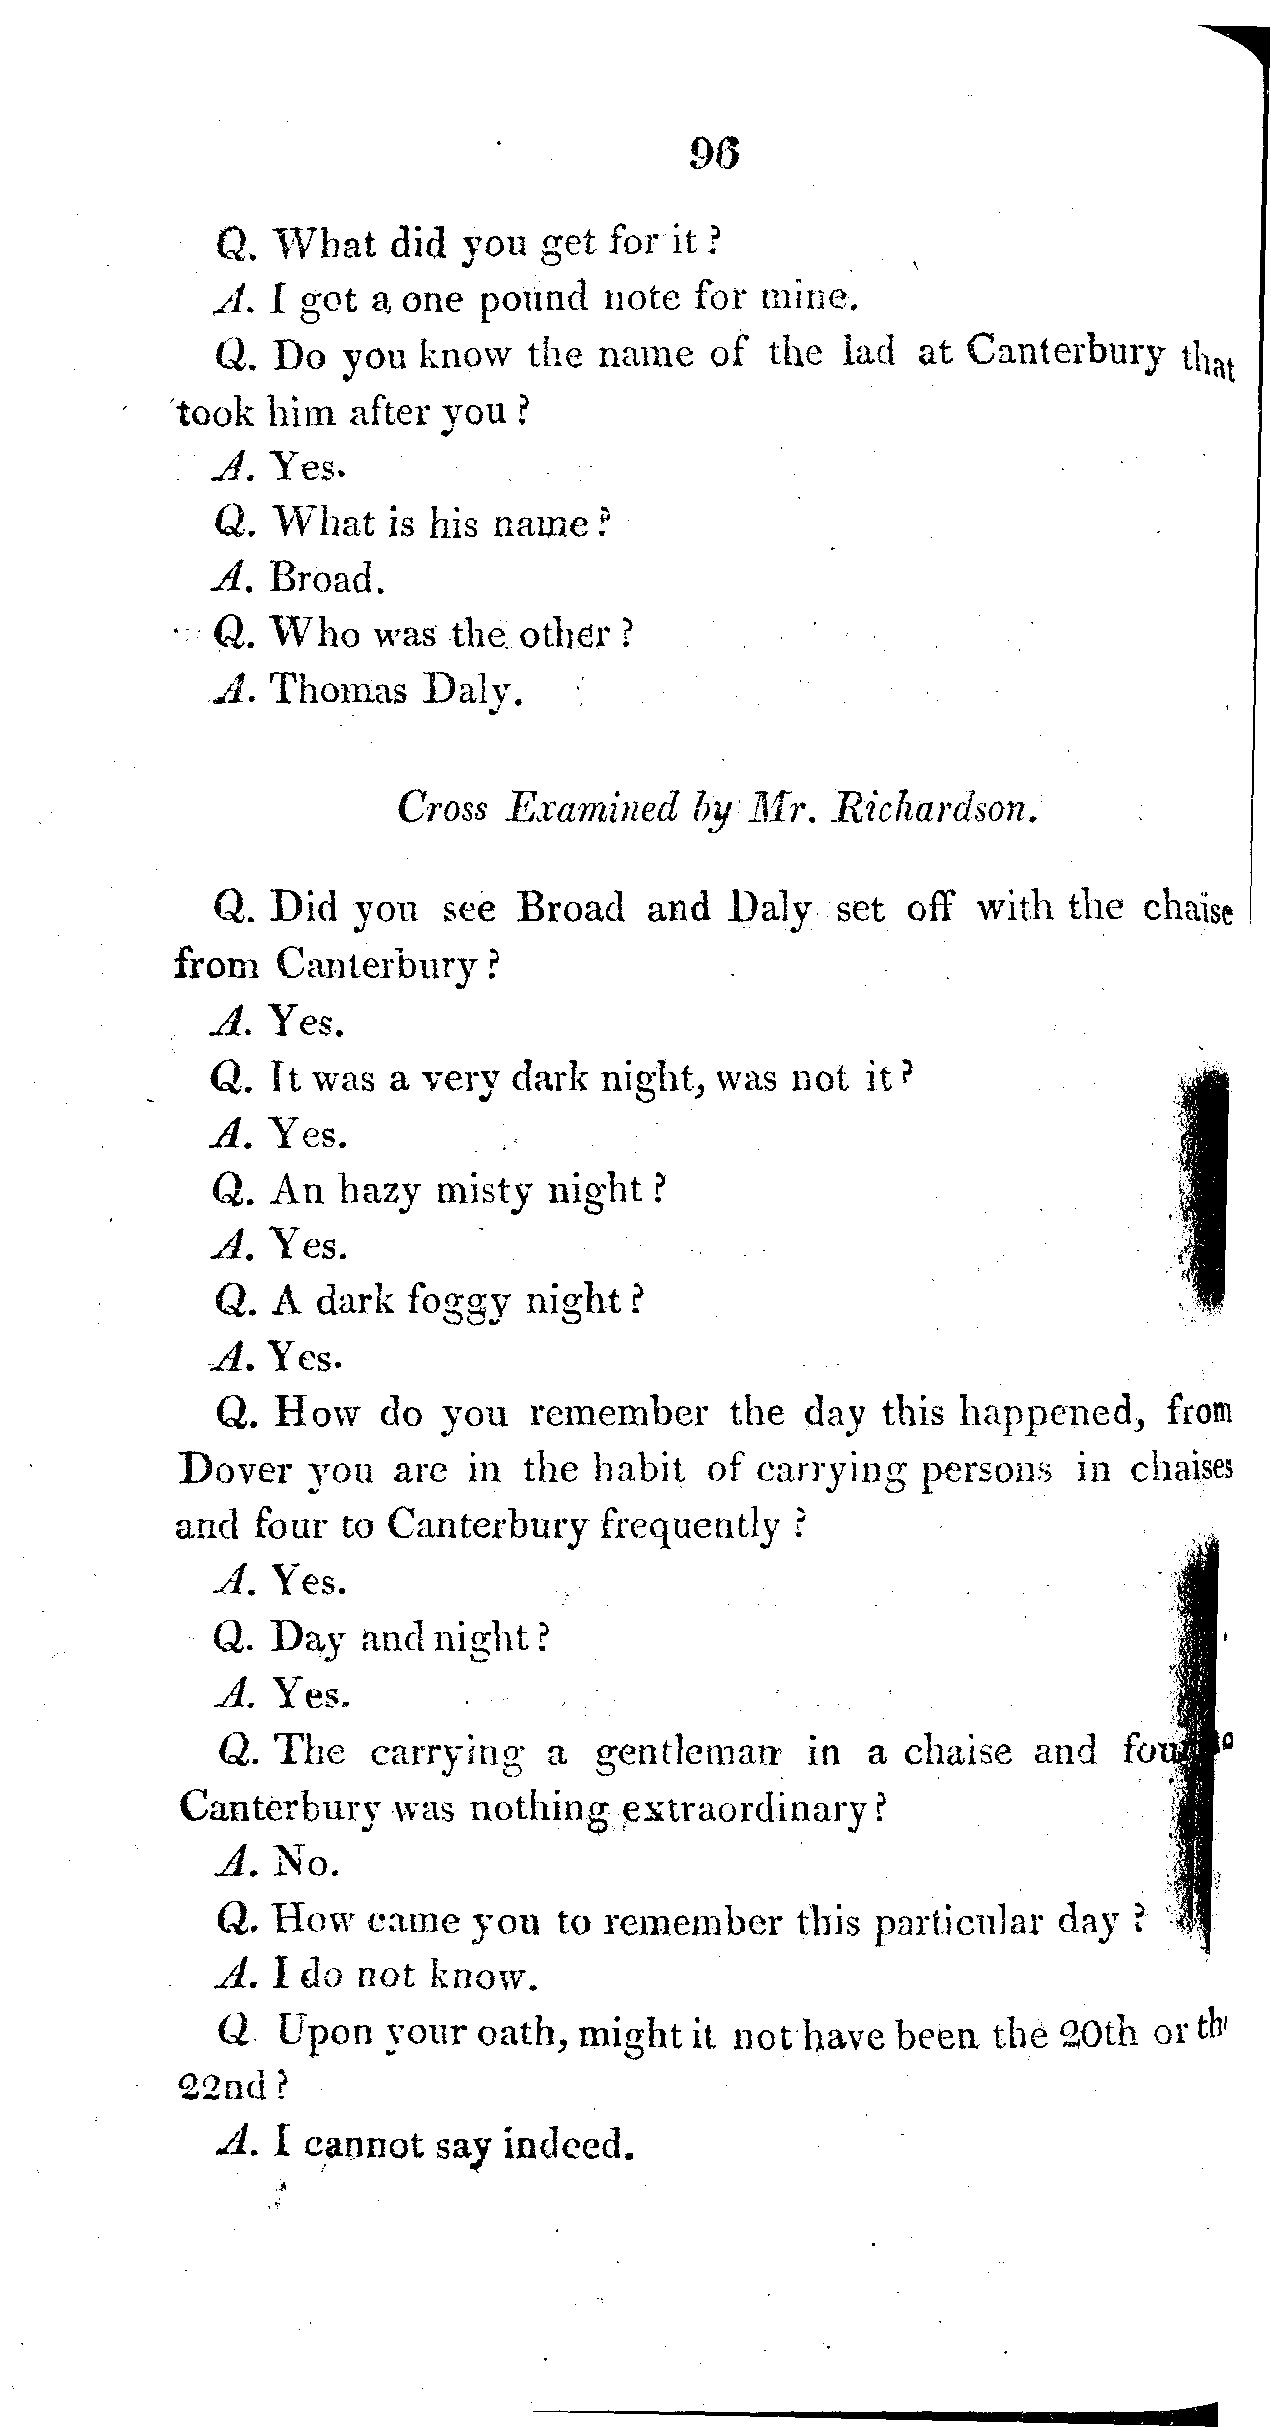 96
Q. What did you get for it?
A. I got a one pound note for mine.
Q. Do you know the name of the lad at Canterbury that
took him after you?
A. Yes.
Q. What is his name?
A. Broad.
Q. Who was the other?
A. Thomas Daly.
Cross Examined by Mr. Richardson.
Q. Did you see Broad and Daly set off with the chaise
from Canterbury?
A. Yes.
Q. It was a very dark night, was not it?
A. Yes.
Q. An hazy misty night?
A. Yes.
Q. A dark foggy night?
A. Yes.
Q. How do you remember the day this happened, from
Dover you are in the habit of carrying persons in chaises
and four to Canterbury frequently?
A. Yes.
Q. Day and night?
A. Yes.
Q. The carrying a gentleman in a chaise and four
Canterbury was nothing extraordinary?
A. No.
Q. How came you to remember this particular day?
A. I do not know.
Q Upon your oath, might it not have been the 20th or the
22nd?
A. I cannot say indeed.